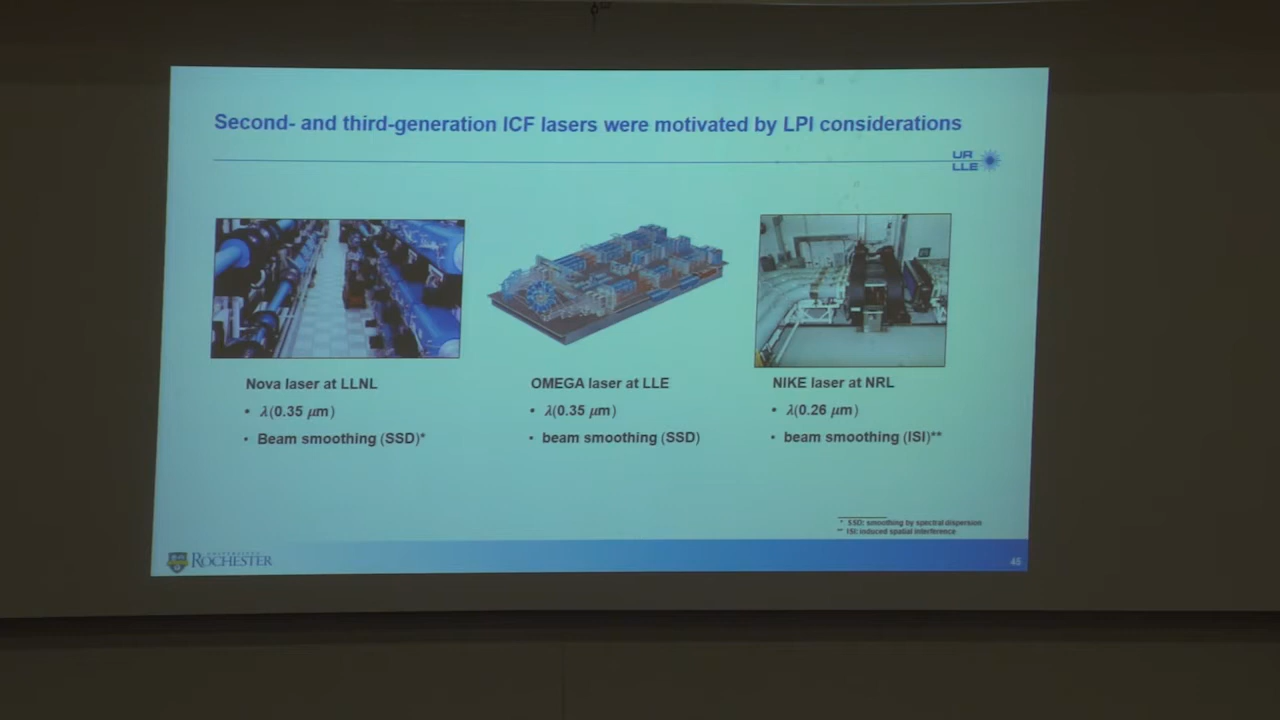 Second- and third-generation ICF lasers were motivated by LPI considerations
UR
LLE
Nova laser at LLNL
• λ(0.35 μm)
• Beam smoothing (SSD)*
OMEGA laser at LLE
• λ(0.35 μm)
• beam smoothing (SSD)
NIKE laser at NRL
• λ(0.26 μm)
• beam smoothing (ISI)**
* SSD: smoothing by spectral dispersion
** ISI: induced spatial interference
UNIVERSITY of
ROCHESTER